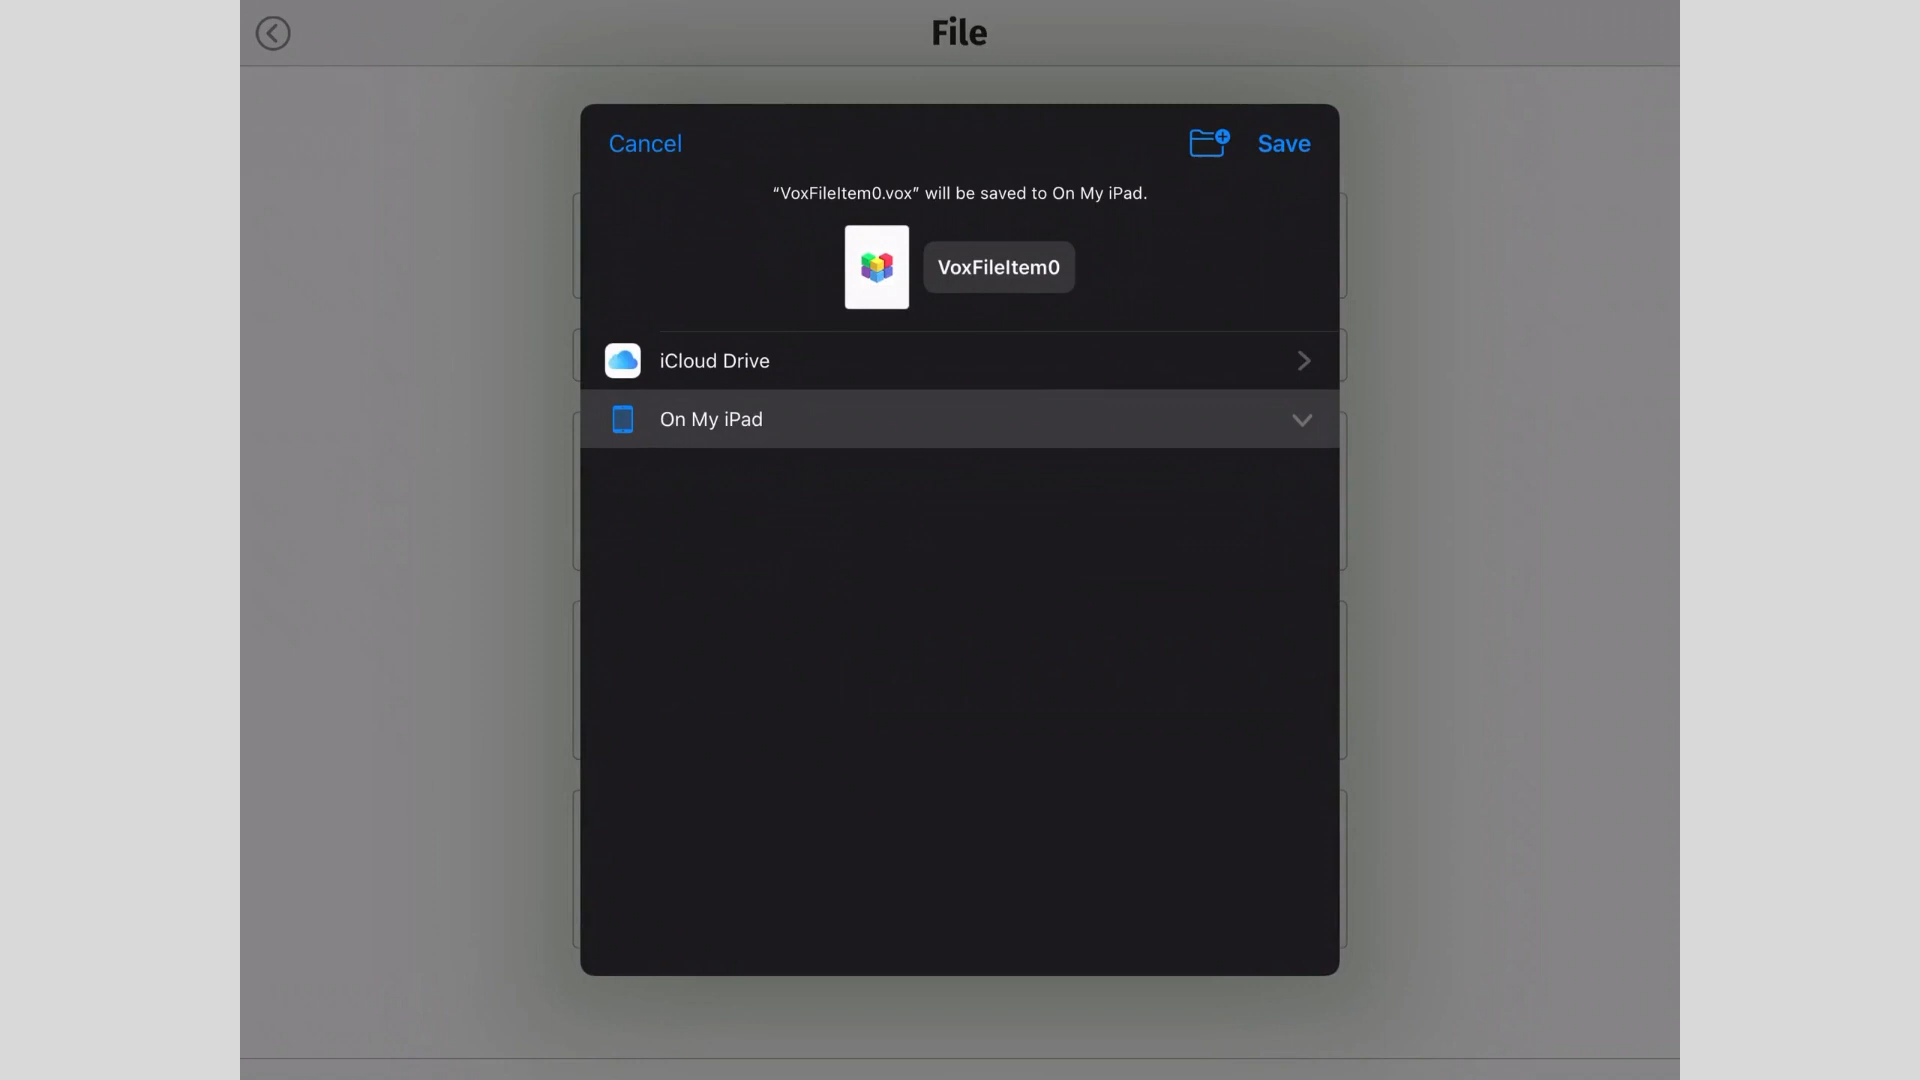 File
Cancel
Save
“VoxFileItem0.vox” will be saved to On My iPad.
VoxFileItem0
iCloud Drive
On My iPad